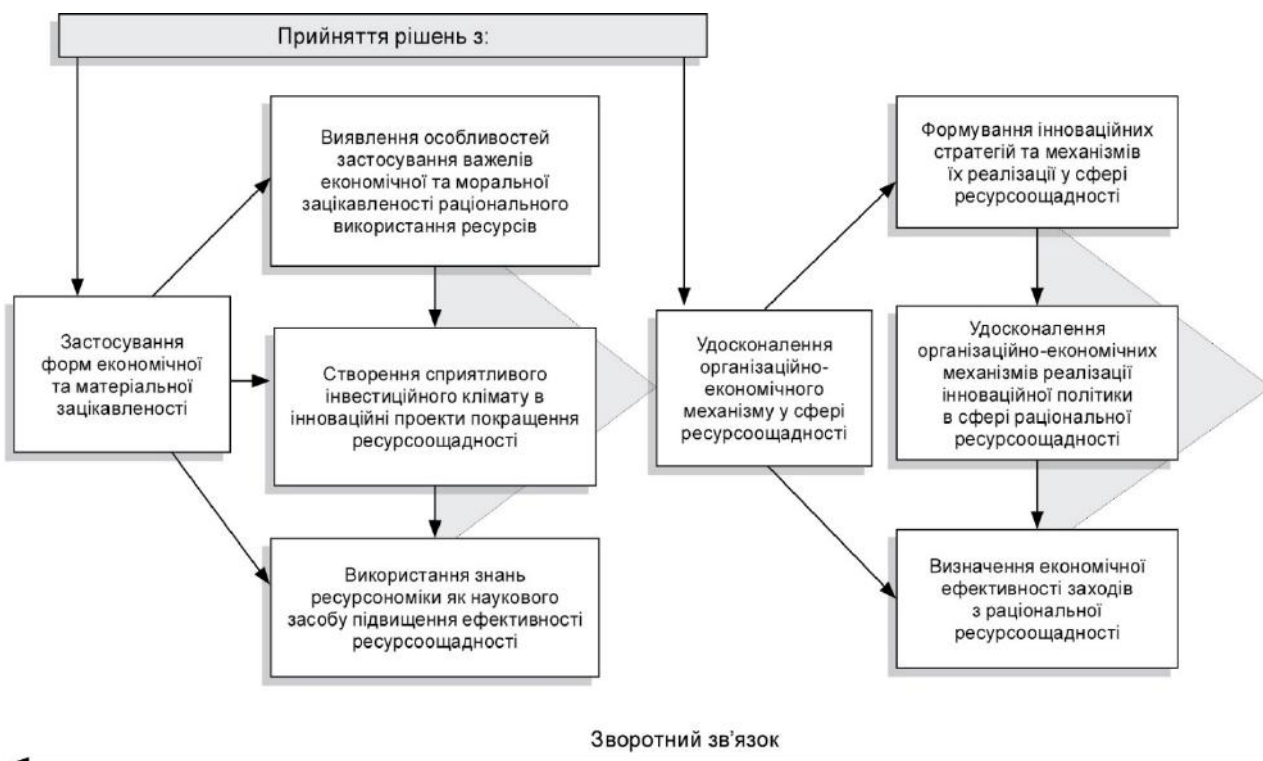 Прийняття рішень з:
Застосування
форм економічної
та матеріальної
зацікавленості
Виявлення особливостей
застосування важелів
економічної та моральної
зацікавленості раціонального
використання ресурсів
Створення сприятливого
інвестиційного клімату в
інноваційні проекти покращення
ресурсоощадності
Використання знань
ресурсономіки як наукового
засобу підвищення ефективності
ресурсоощадності
Удосконалення
організаційно-
економічного
механізму у сфері
ресурсоощадності
Формування інноваційних
стратегій та механізмів
їх реалізації у сфері
ресурсоощадності
Удосконалення
організаційно-економічних
механізмів реалізації
інноваційної політики
в сфері раціональної
ресурсоощадності
Визначення економічної
ефективності заходів
з раціональної
ресурсоощадності
Зворотний зв'язок